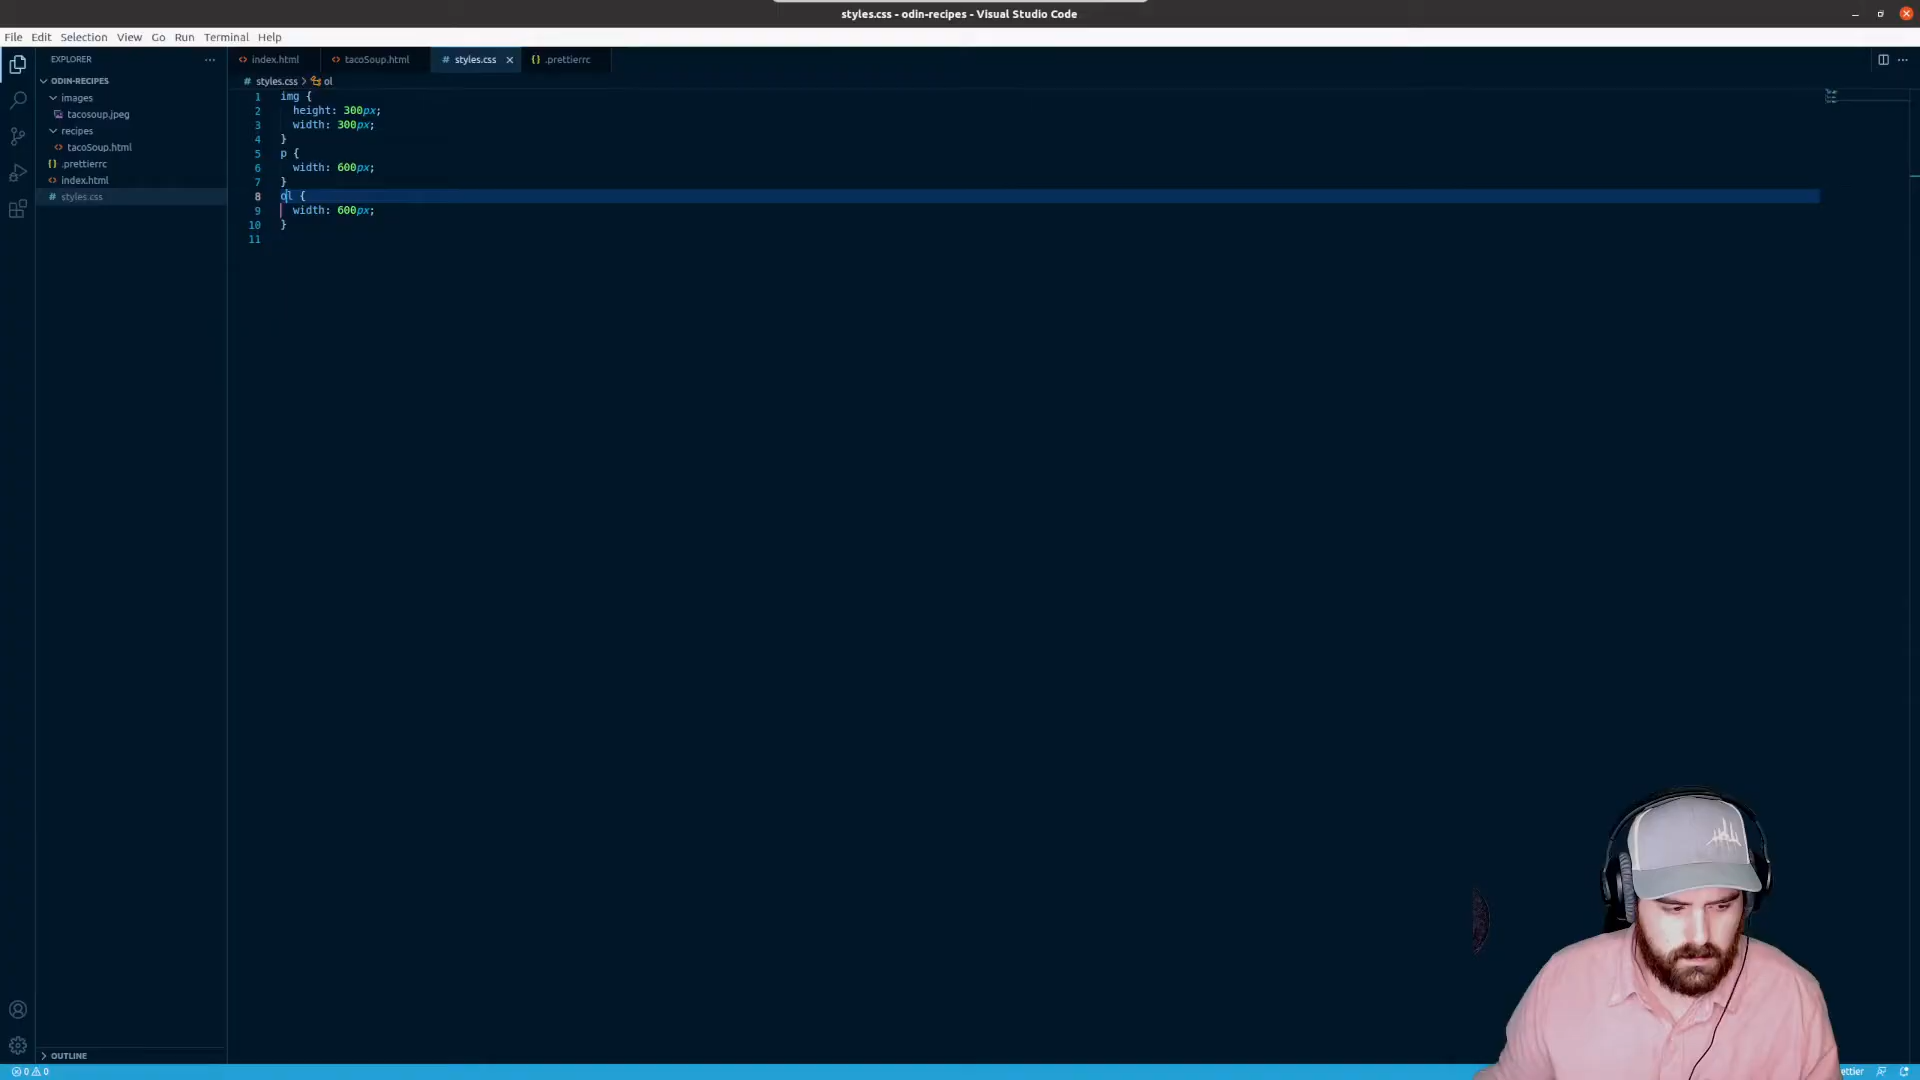 styles.css - odin-recipes - Visual Studio Code
File Edit Selection View Go Run Terminal Help
EXPLORER
index.html
tacoSoup.html
styles.css
.prettierrc
ODIN-RECIPES
styles.css > ol
images
tacosoup.jpeg
recipes
tacoSoup.html
.prettierrc
index.html
styles.css
1 img {
2 height: 300px;
3 width: 300px;
4 }
5 p {
6 width: 600px;
7 }
8 ol {
9 width: 600px;
10 }
11
OUTLINE
0 0
ettier